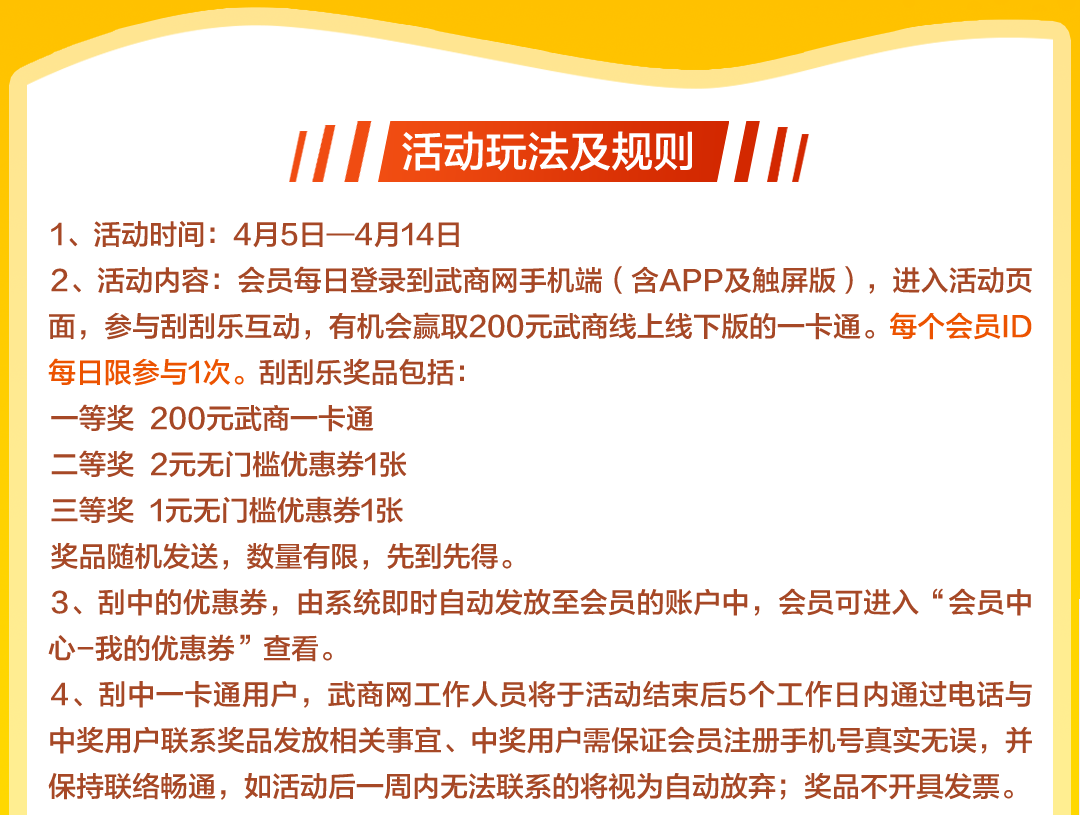 活动玩法及规则
1、活动时间：4月5日—4月14日
2、活动内容：会员每日登录到武商网手机端（含APP及触屏版），进入活动页
面，参与刮刮乐互动，有机会赢取200元武商线上线下版的一卡通。每个会员ID
每日限参与1次。刮刮乐奖品包括：
一等奖 200元武商一卡通
二等奖 2元无门槛优惠券1张
三等奖 1元无门槛优惠券1张
奖品随机发送，数量有限，先到先得。
3、刮中的优惠券，由系统即时自动发放至会员的账户中，会员可进入“会员中
心-我的优惠券”查看。
4、刮中一卡通用户，武商网工作人员将于活动结束后5个工作日内通过电话与
中奖用户联系奖品发放相关事宜、中奖用户需保证会员注册手机号真实无误，并
保持联络畅通，如活动后一周内无法联系的将视为自动放弃；奖品不开具发票。